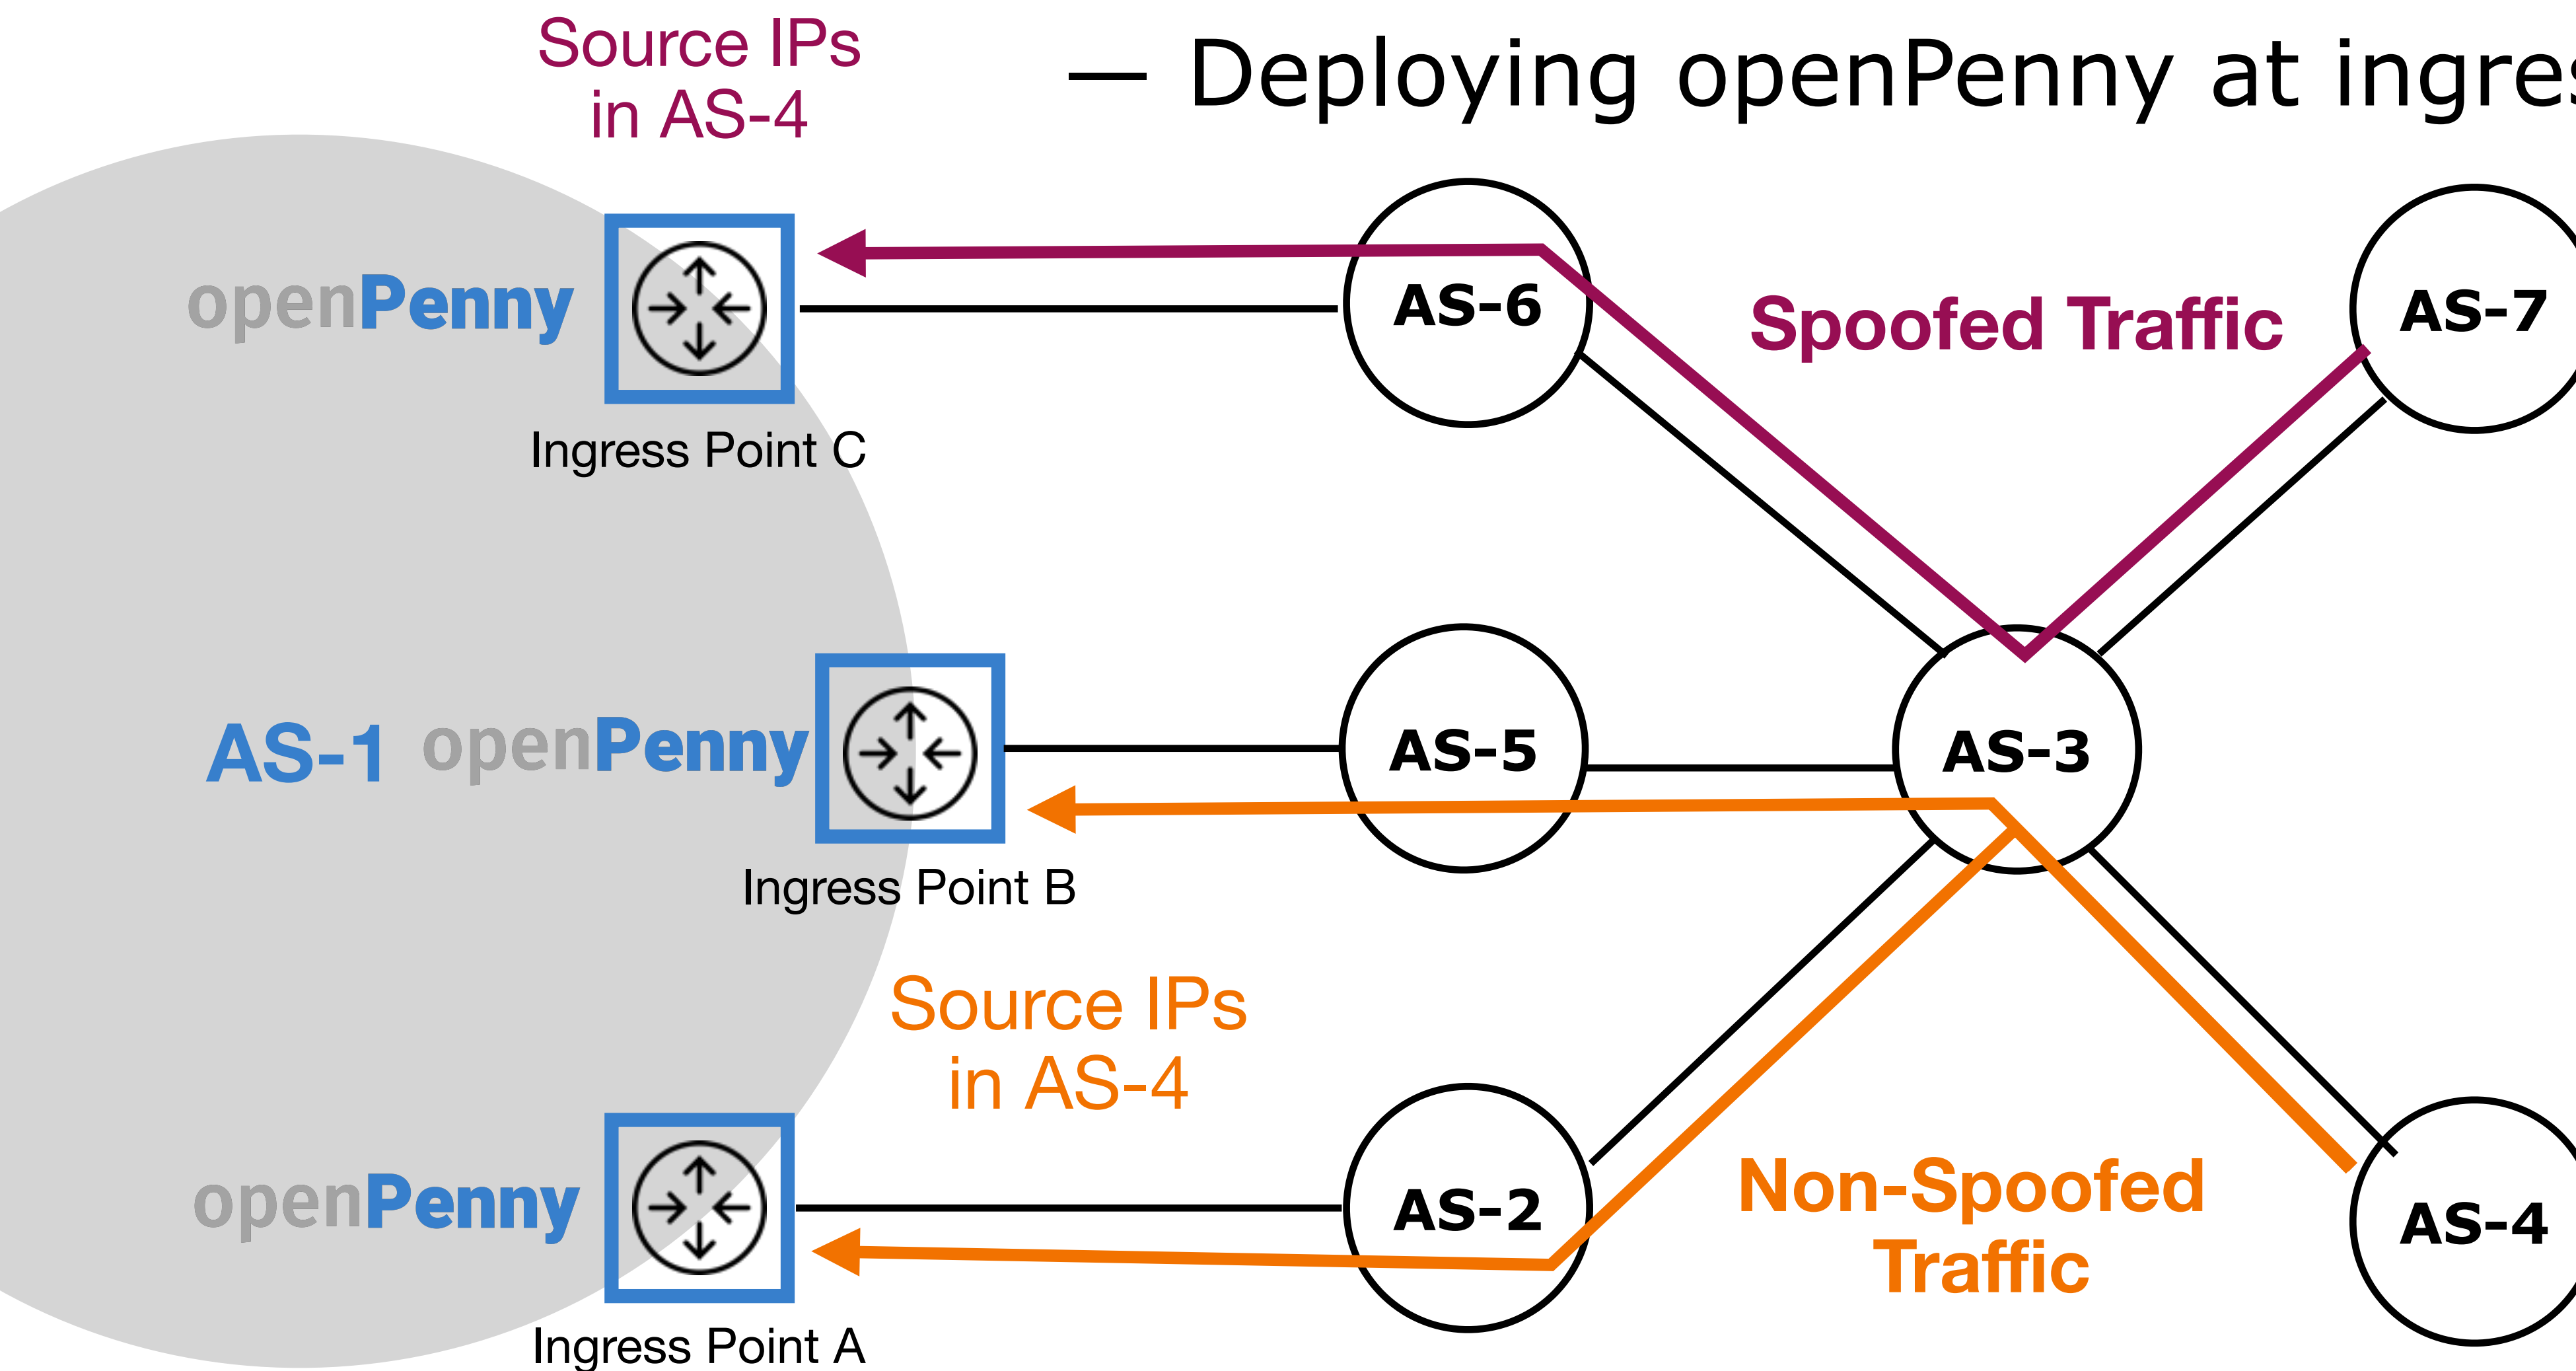 Source IPs
in AS-4
— Deploying openPenny at ingres
openPenny
AS-6
Spoofed Traffic
AS-7
Ingress Point C
AS-1
openPenny
AS-5
AS-3
Ingress Point B
Source IPs
in AS-4
openPenny
AS-2
Non-Spoofed
Traffic
AS-4
Ingress Point A